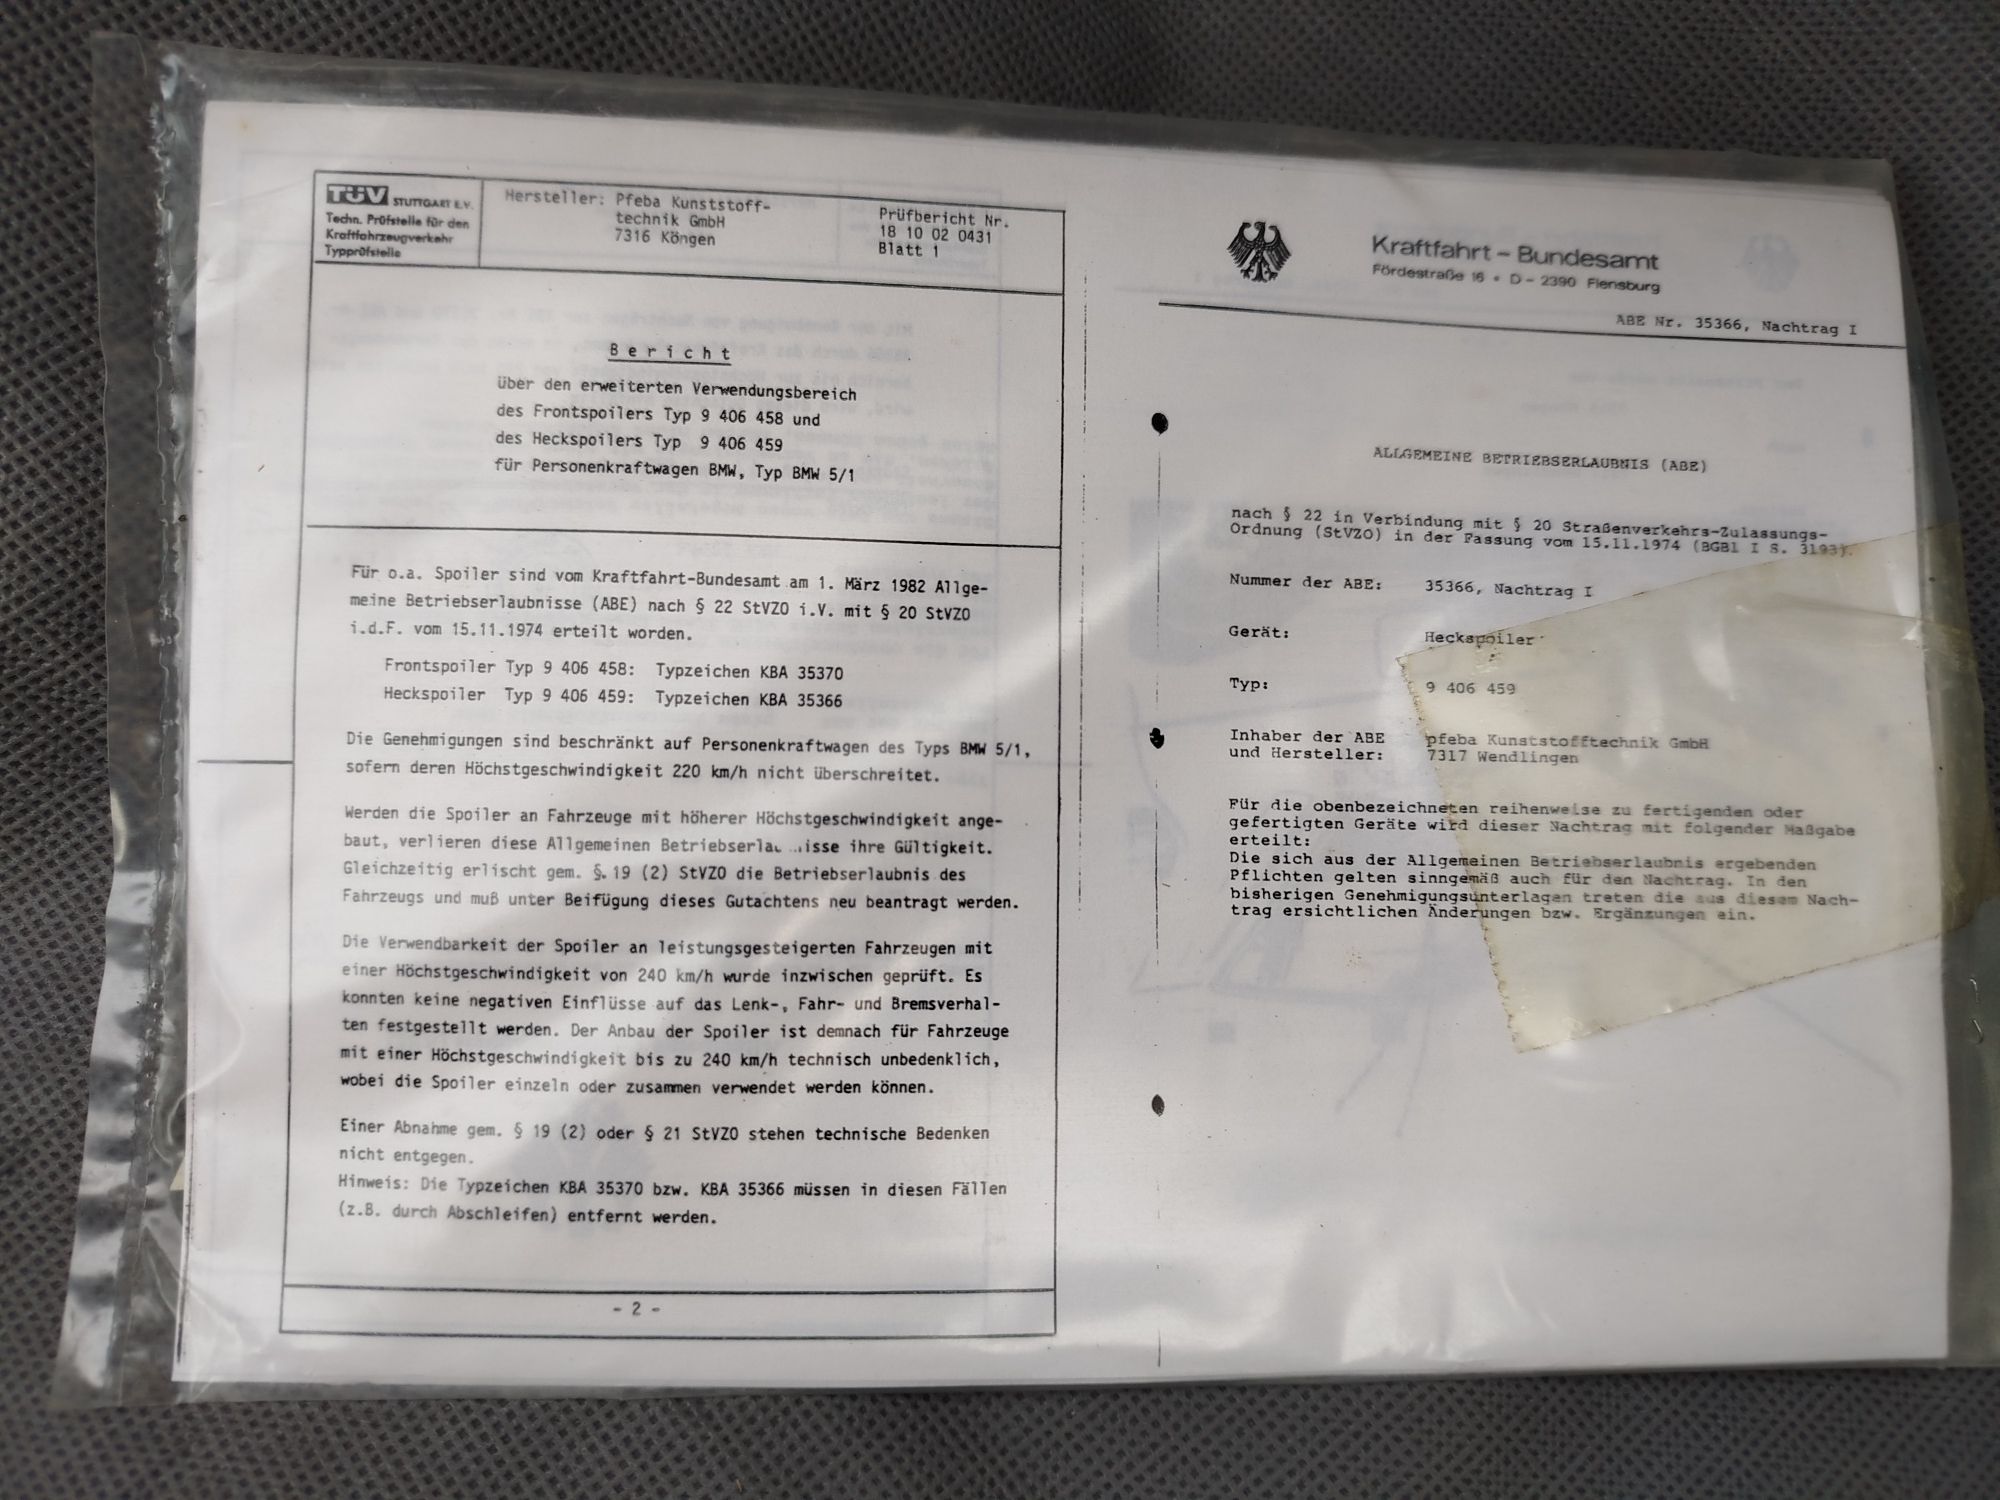 TÜV STUTTGART E.V.
Techn. Prüfstelle für den
Kraftfahrzeugverkehr
Typprüfstelle
Hersteller: Pfeba Kunststoff-
technik GmbH
7316 Köngen
Prüfbericht Nr.
18 10 02 0431
Blatt 1
Bericht
über den erweiterten Verwendungsbereich
des Frontspoilers Typ 9 406 458 und
des Heckspoilers Typ 9 406 459
für Personenkraftwagen BMW, Typ BMW 5/1
Für o.a. Spoiler sind vom Kraftfahrt-Bundesamt am 1. März 1982 Allge-
meine Betriebserlaubnisse (ABE) nach § 22 StVZO i.V. mit § 20 StVZO
i.d.F. vom 15.11.1974 erteilt worden.
Frontspoiler Typ 9 406 458: Typzeichen KBA 35370
Heckspoiler Typ 9 406 459: Typzeichen KBA 35366
Die Genehmigungen sind beschränkt auf Personenkraftwagen des Typs BMW 5/1,
sofern deren Höchstgeschwindigkeit 220 km/h nicht überschreitet.
Werden die Spoiler an Fahrzeuge mit höherer Höchstgeschwindigkeit ange-
baut, verlieren diese Allgemeinen ihre Gültigkeit.
Gleichzeitig erlischt gem. §.19 (2) StVZO die Betriebserlaubnis des
Fahrzeugs und muß unter Beifügung dieses Gutachtens neu beantragt werden.
Die Verwendbarkeit der Spoiler an leistungsgesteigerten Fahrzeugen mit
einer Höchstgeschwindigkeit von 240 km/h wurde inzwischen geprüft. Es
konnten keine negativen Einflüsse auf das Lenk-, Fahr- und Bremsverhal-
ten festgestellt werden. Der Anbau der Spoiler ist demnach für Fahrzeuge
mit einer Höchstgeschwindigkeit bis zu 240 km/h technisch unbedenklich,
wobei die Spoiler einzeln oder zusammen verwendet werden können.
Einer Abnahme gem. § 19 (2) oder § 21 StVZO stehen technische Bedenken
nicht entgegen.
Hinweis: Die Typzeichen KBA 35370 bzw. KBA 35366 müssen in diesen Fällen
(z.B. durch Abschleifen) entfernt werden.
- 2 -
Kraftfahrt - Bundesamt
Fördestraße 16 • D - 2390 Flensburg
ABE Nr. 35366, Nachtrag I
ALLGEMEINE BETRIEBSERLAUBNIS (ABE)
nach § 22 in Verbindung mit § 20 Straßenverkehrs-Zulassungs-
Ordnung (StVZO) in der Fassung vom 15.11.1974 (BGBl I S. 3193).
Nummer der ABE: 35366, Nachtrag I
Gerät: Heckspoiler
Typ: 9 406 459
Inhaber der ABE pfeba Kunststofftechnik GmbH
und Hersteller: 7317 Wendlingen
Für die obenbezeichneten reihenweise zu fertigenden oder
gefertigten Geräte wird dieser Nachtrag mit folgender Maßgabe
erteilt:
Die sich aus der Allgemeinen Betriebserlaubnis ergebenden
Pflichten gelten sinngemäß auch für den Nachtrag. In den
bisherigen Genehmigungsunterlagen treten die aus diesem Nach-
trag ersichtlichen Änderungen bzw. Ergänzungen ein.